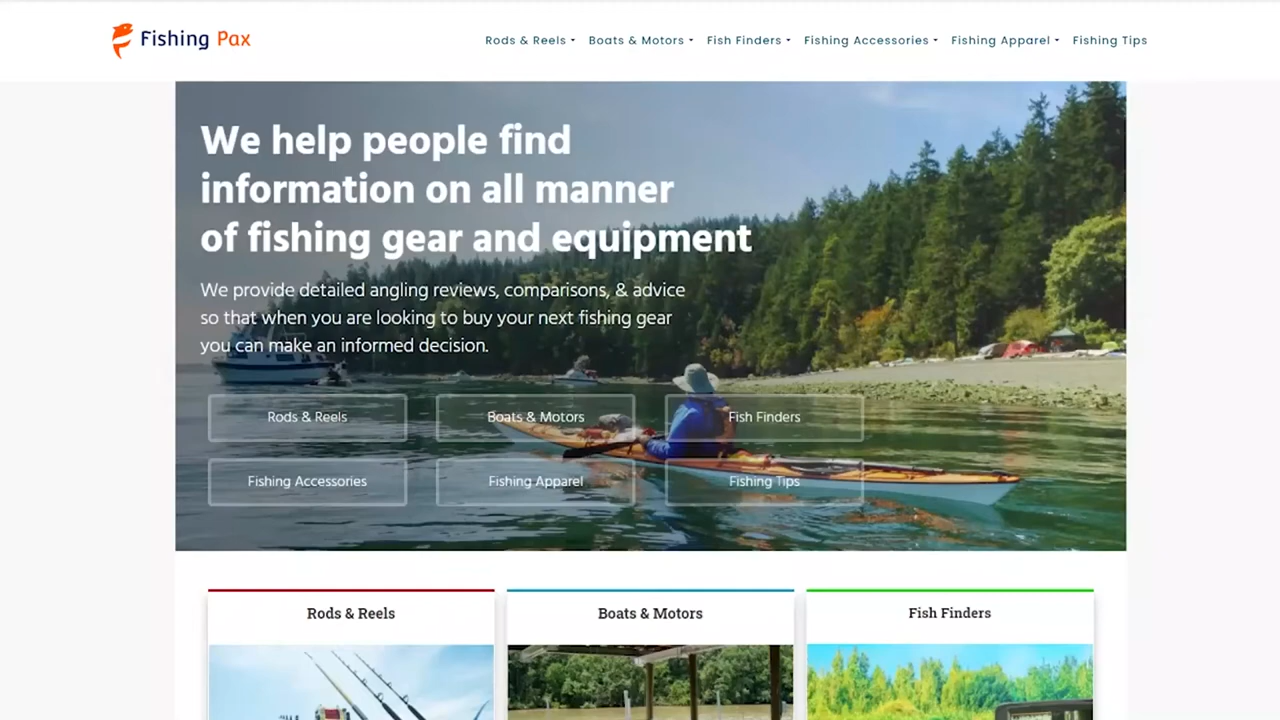 Fishing Pax
Rods & Reels Boats & Motors Fish Finders Fishing Accessories Fishing Apparel Fishing Tips
We help people find
information on all manner
of fishing gear and equipment
We provide detailed angling reviews, comparisons, & advice
so that when you are looking to buy your next fishing gear
you can make an informed decision.
Rods & Reels Boats & Motors Fish Finders
Fishing Accessories Fishing Apparel Fishing Tips
Rods & Reels Boats & Motors Fish Finders